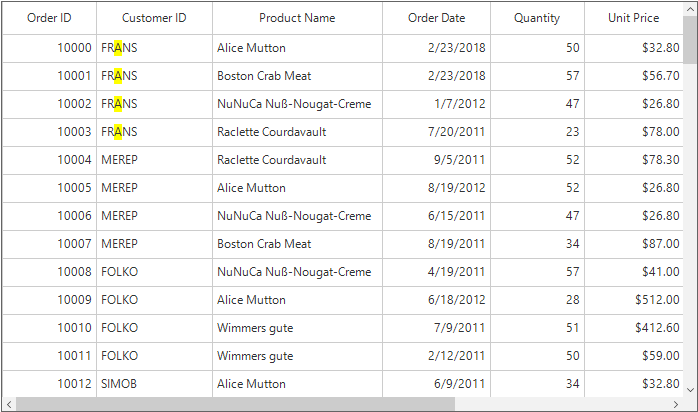 Order ID Customer ID Product Name Order Date Quantity Unit Price
10000 FRANS Alice Mutton 2/23/2018 50 $32.80
10001 FRANS Boston Crab Meat 2/23/2018 57 $56.70
10002 FRANS NuNuCa Nuß-Nougat-Creme 1/7/2012 47 $26.80
10003 FRANS Raclette Courdavault 7/20/2011 23 $78.00
10004 MEREP Raclette Courdavault 9/5/2011 52 $78.30
10005 MEREP Alice Mutton 8/19/2012 52 $26.80
10006 MEREP NuNuCa Nuß-Nougat-Creme 6/15/2011 47 $26.80
10007 MEREP Boston Crab Meat 8/19/2011 34 $87.00
10008 FOLKO NuNuCa Nuß-Nougat-Creme 4/19/2011 57 $41.00
10009 FOLKO Alice Mutton 6/18/2012 28 $512.00
10010 FOLKO Wimmers gute 7/9/2011 51 $412.60
10011 FOLKO Wimmers gute 2/12/2011 50 $59.00
10012 SIMOB Alice Mutton 6/9/2011 34 $32.80